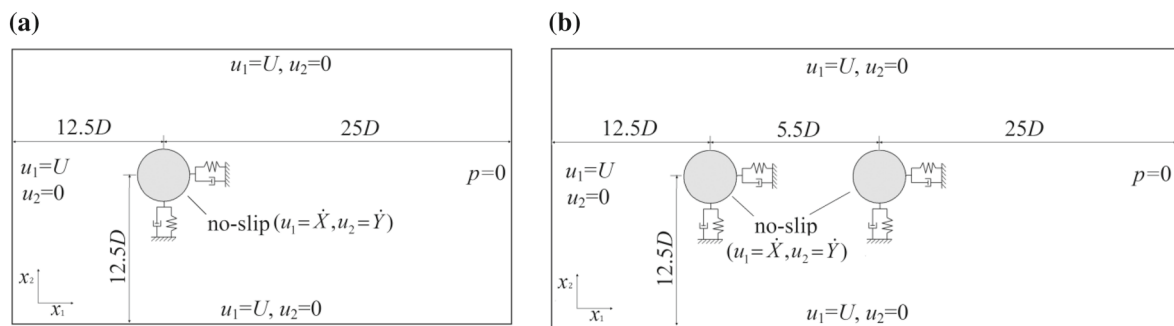 (a)
u₁=U, u₂=0
12.5D
25D
u₁=U
u₂=0
p=0
no-slip(u₁=Ẋ,u₂=Ẏ)
12.5D
x₂
x₁
u₁=U, u₂=0
(b)
u₁=U, u₂=0
12.5D
5.5D
25D
u₁=U
u₂=0
p=0
no-slip
(u₁=Ẋ,u₂=Ẏ)
12.5D
x₂
x₁
u₁=U, u₂=0